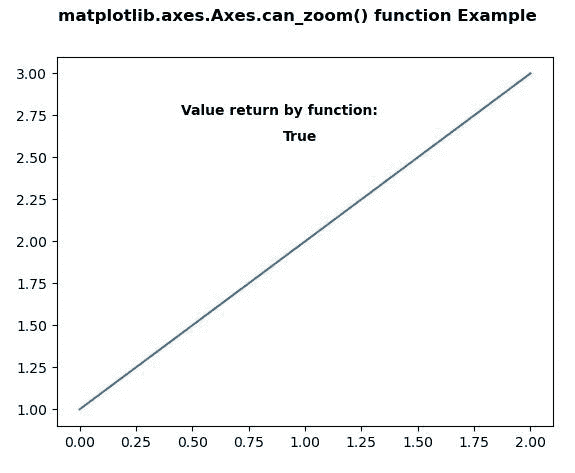 matplotlib.axes.Axes.can_zoom() function Example
3.00
Value return by function:
2.75
True
2.50
2.25
2.00
1.75
1.50
1.25
1.00
0.00 0.25 0.50 0.75 1.00 1.25 1.50 1.75 2.00